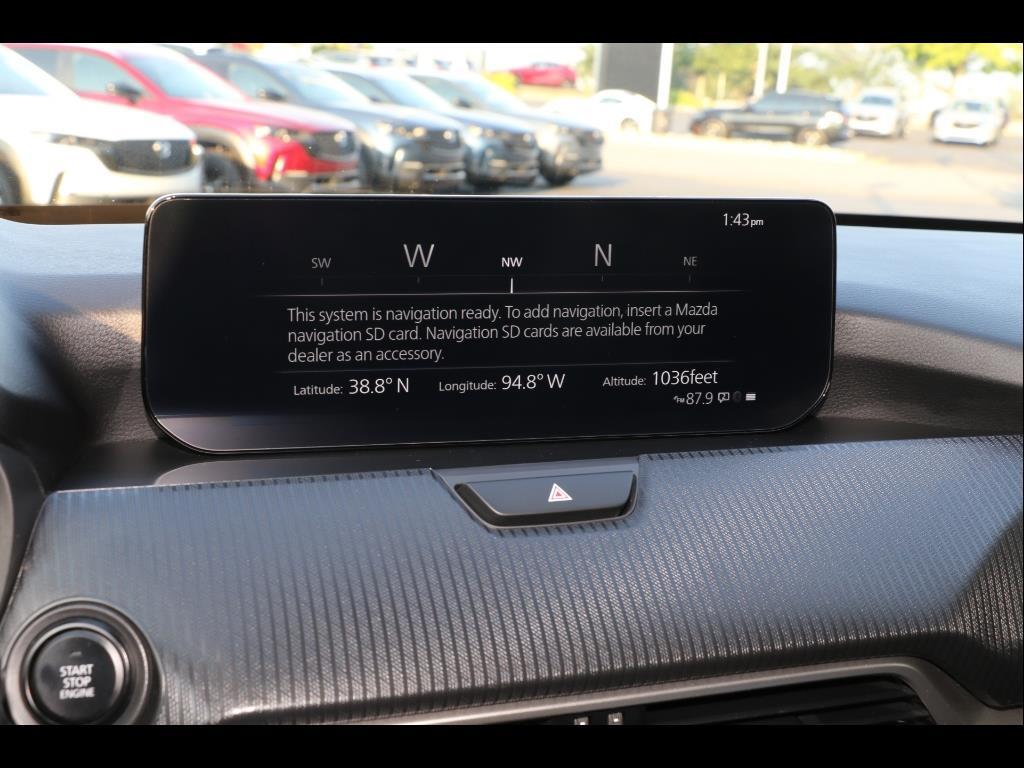 1:43pm
SW W NW N NE
This system is navigation ready. To add navigation, insert a Mazda
navigation SD card. Navigation SD cards are available from your
dealer as an accessory.
Latitude: 38.8° N Longitude: 94.8° W Altitude: 1036feet
FM 87.9
START
STOP
ENGINE